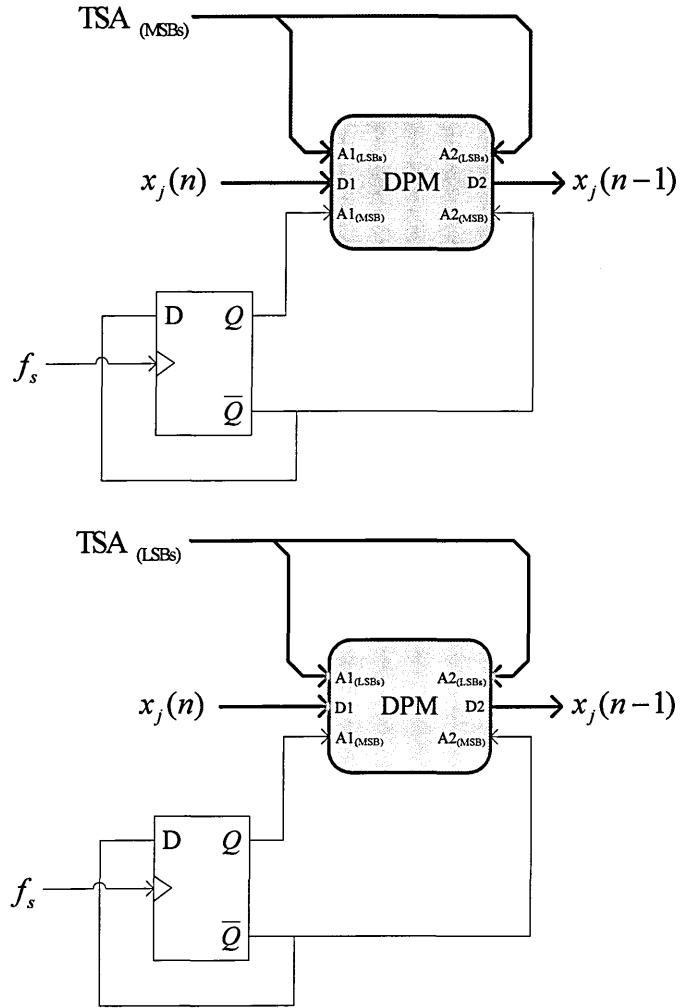 TSA (MSBs)
A1(LSBs) A2(LSBs)
x_j(n) D1 DPM D2 x_j(n−1)
A1(MSB) A2(MSB)
D Q
f_s
Q̅
TSA (LSBs)
A1(LSBs) A2(LSBs)
x_j(n) D1 DPM D2 x_j(n−1)
A1(MSB) A2(MSB)
D Q
f_s
Q̅